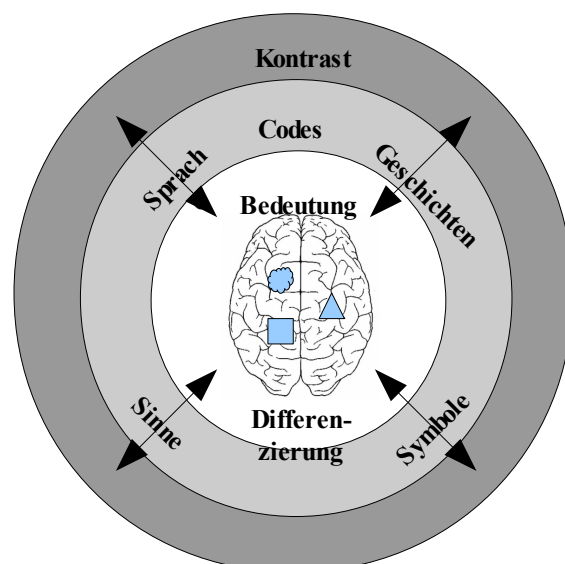 Kontrast
Codes
Sprach
Geschichten
Bedeutung
Sinne
Differen-
zierung
Symbole